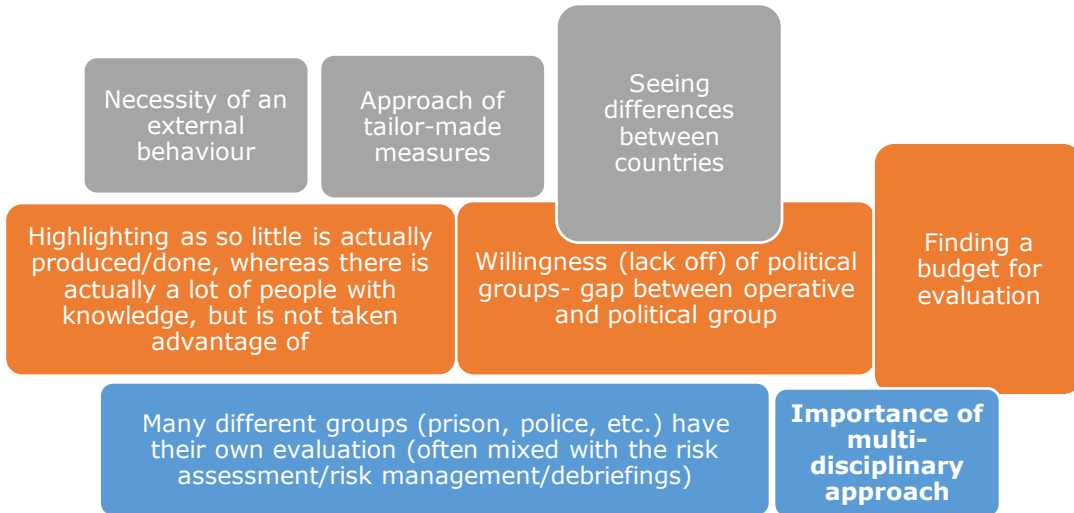 Necessity of an
external
behaviour
Approach of
tailor-made
measures
Seeing
differences
between
countries
Highlighting as so little is actually
produced/done, whereas there is
actually a lot of people with
knowledge, but is not taken
advantage of
Willingness (lack off) of political
groups- gap between operative
and political group
Finding a
budget for
evaluation
Many different groups (prison, police, etc.) have
their own evaluation (often mixed with the risk
assessment/risk management/debriefings)
Importance of
multi-
disciplinary
approach